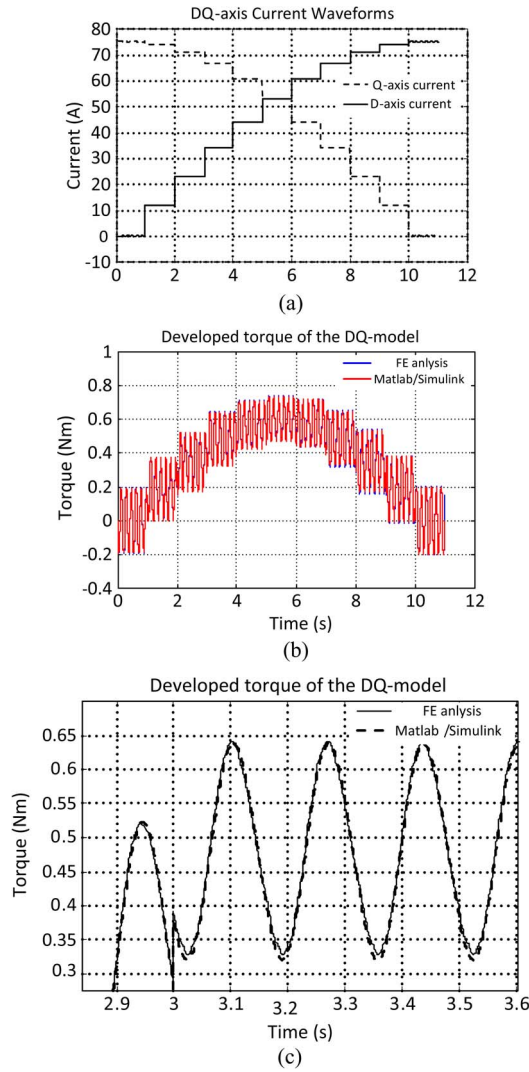 DQ-axis Current Waveforms
80
70
60
50
40
30
20
10
0
-10
Current (A)
Q-axis current
D-axis current
0 2 4 6 8 10 12
Time (s)
(a)
Developed torque of the DQ-model
1
0.8
0.6
0.4
0.2
0
-0.2
-0.4
Torque (Nm)
FE anlysis
Matlab/Simulink
0 2 4 6 8 10 12
Time (s)
(b)
Developed torque of the DQ-model
0.65
0.6
0.55
0.5
0.45
0.4
0.35
0.3
Torque (Nm)
FE anlysis
Matlab /Simulink
2.9 3 3.1 3.2 3.3 3.4 3.5 3.6
Time (s)
(c)